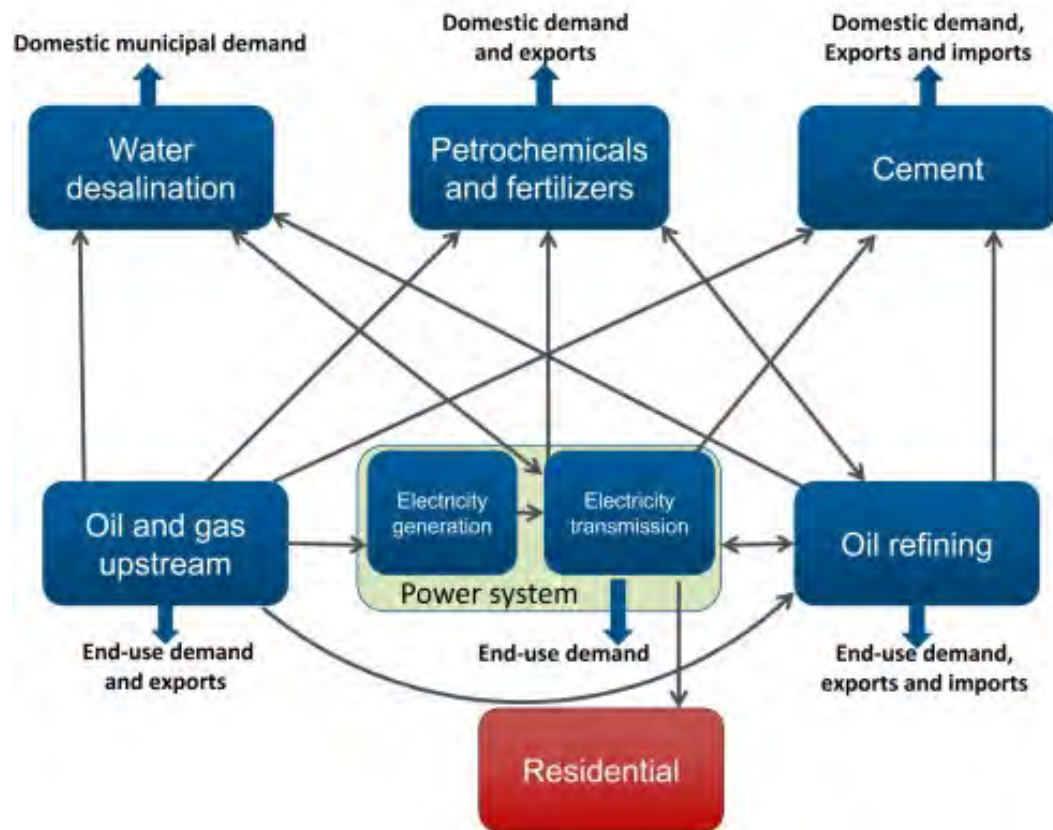 Domestic municipal demand
Domestic demand
and exports
Domestic demand,
Exports and imports
Water
desalination
Petrochemicals
and fertilizers
Cement
Oil and gas
upstream
Electricity
generation
Electricity
transmission
Power system
Oil refining
End-use demand
and exports
End-use demand
End-use demand,
exports and imports
Residential